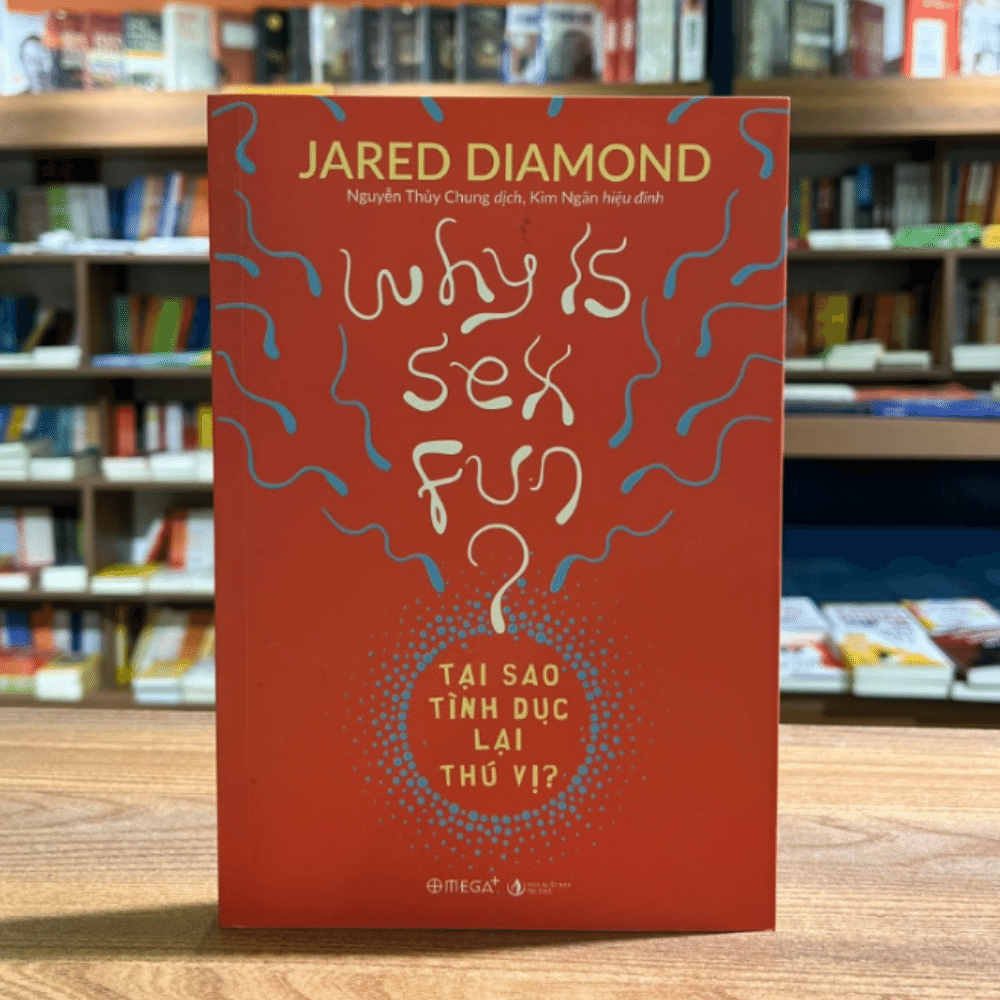 JARED DIAMOND
Nguyễn Thủy Chung dịch, Kim Ngân hiệu đính
Why is
sex
fun
?
TẠI SAO
TÌNH DỤC
LẠI
THÚ VỊ?
OMEGA+